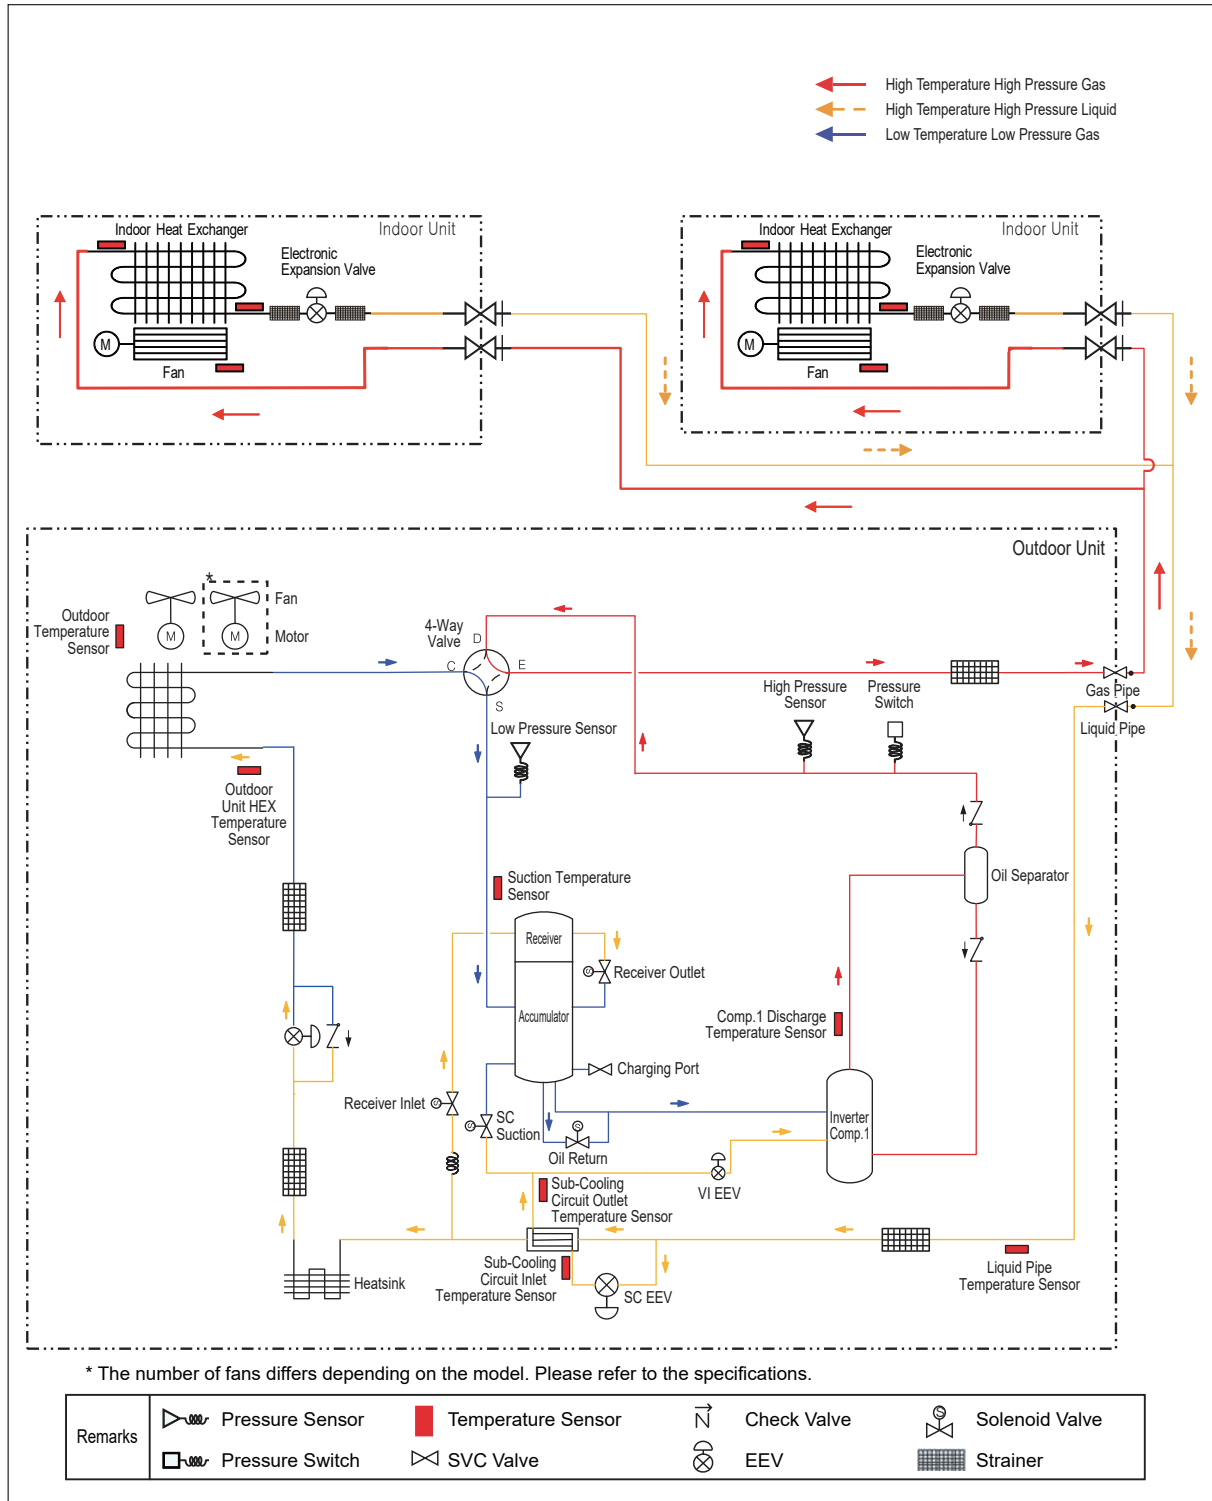 High Temperature High Pressure Gas
High Temperature High Pressure Liquid
Low Temperature Low Pressure Gas
Indoor Heat Exchanger
Indoor Unit
Electronic
Expansion Valve
M
Fan
Indoor Heat Exchanger
Indoor Unit
Electronic
Expansion Valve
M
Fan
Outdoor Unit
*
Fan
Motor
M
M
Outdoor
Temperature
Sensor
4-Way
Valve
D
C
E
S
High Pressure
Sensor
Pressure
Switch
Gas Pipe
Liquid Pipe
Low Pressure Sensor
Outdoor
Unit HEX
Temperature
Sensor
Suction Temperature
Sensor
Oil Separator
Receiver
S
Receiver Outlet
Accumulator
Comp.1 Discharge
Temperature Sensor
Charging Port
Receiver Inlet
S
S
SC
Suction
S
Oil Return
Inverter
Comp.1
VI EEV
Sub-Cooling
Circuit Outlet
Temperature Sensor
Sub-Cooling
Circuit Inlet
Temperature Sensor
SC EEV
Heatsink
Liquid Pipe
Temperature Sensor
* The number of fans differs depending on the model. Please refer to the specifications.
Remarks
Pressure Sensor
Temperature Sensor
Check Valve
S
Solenoid Valve
Pressure Switch
SVC Valve
EEV
Strainer